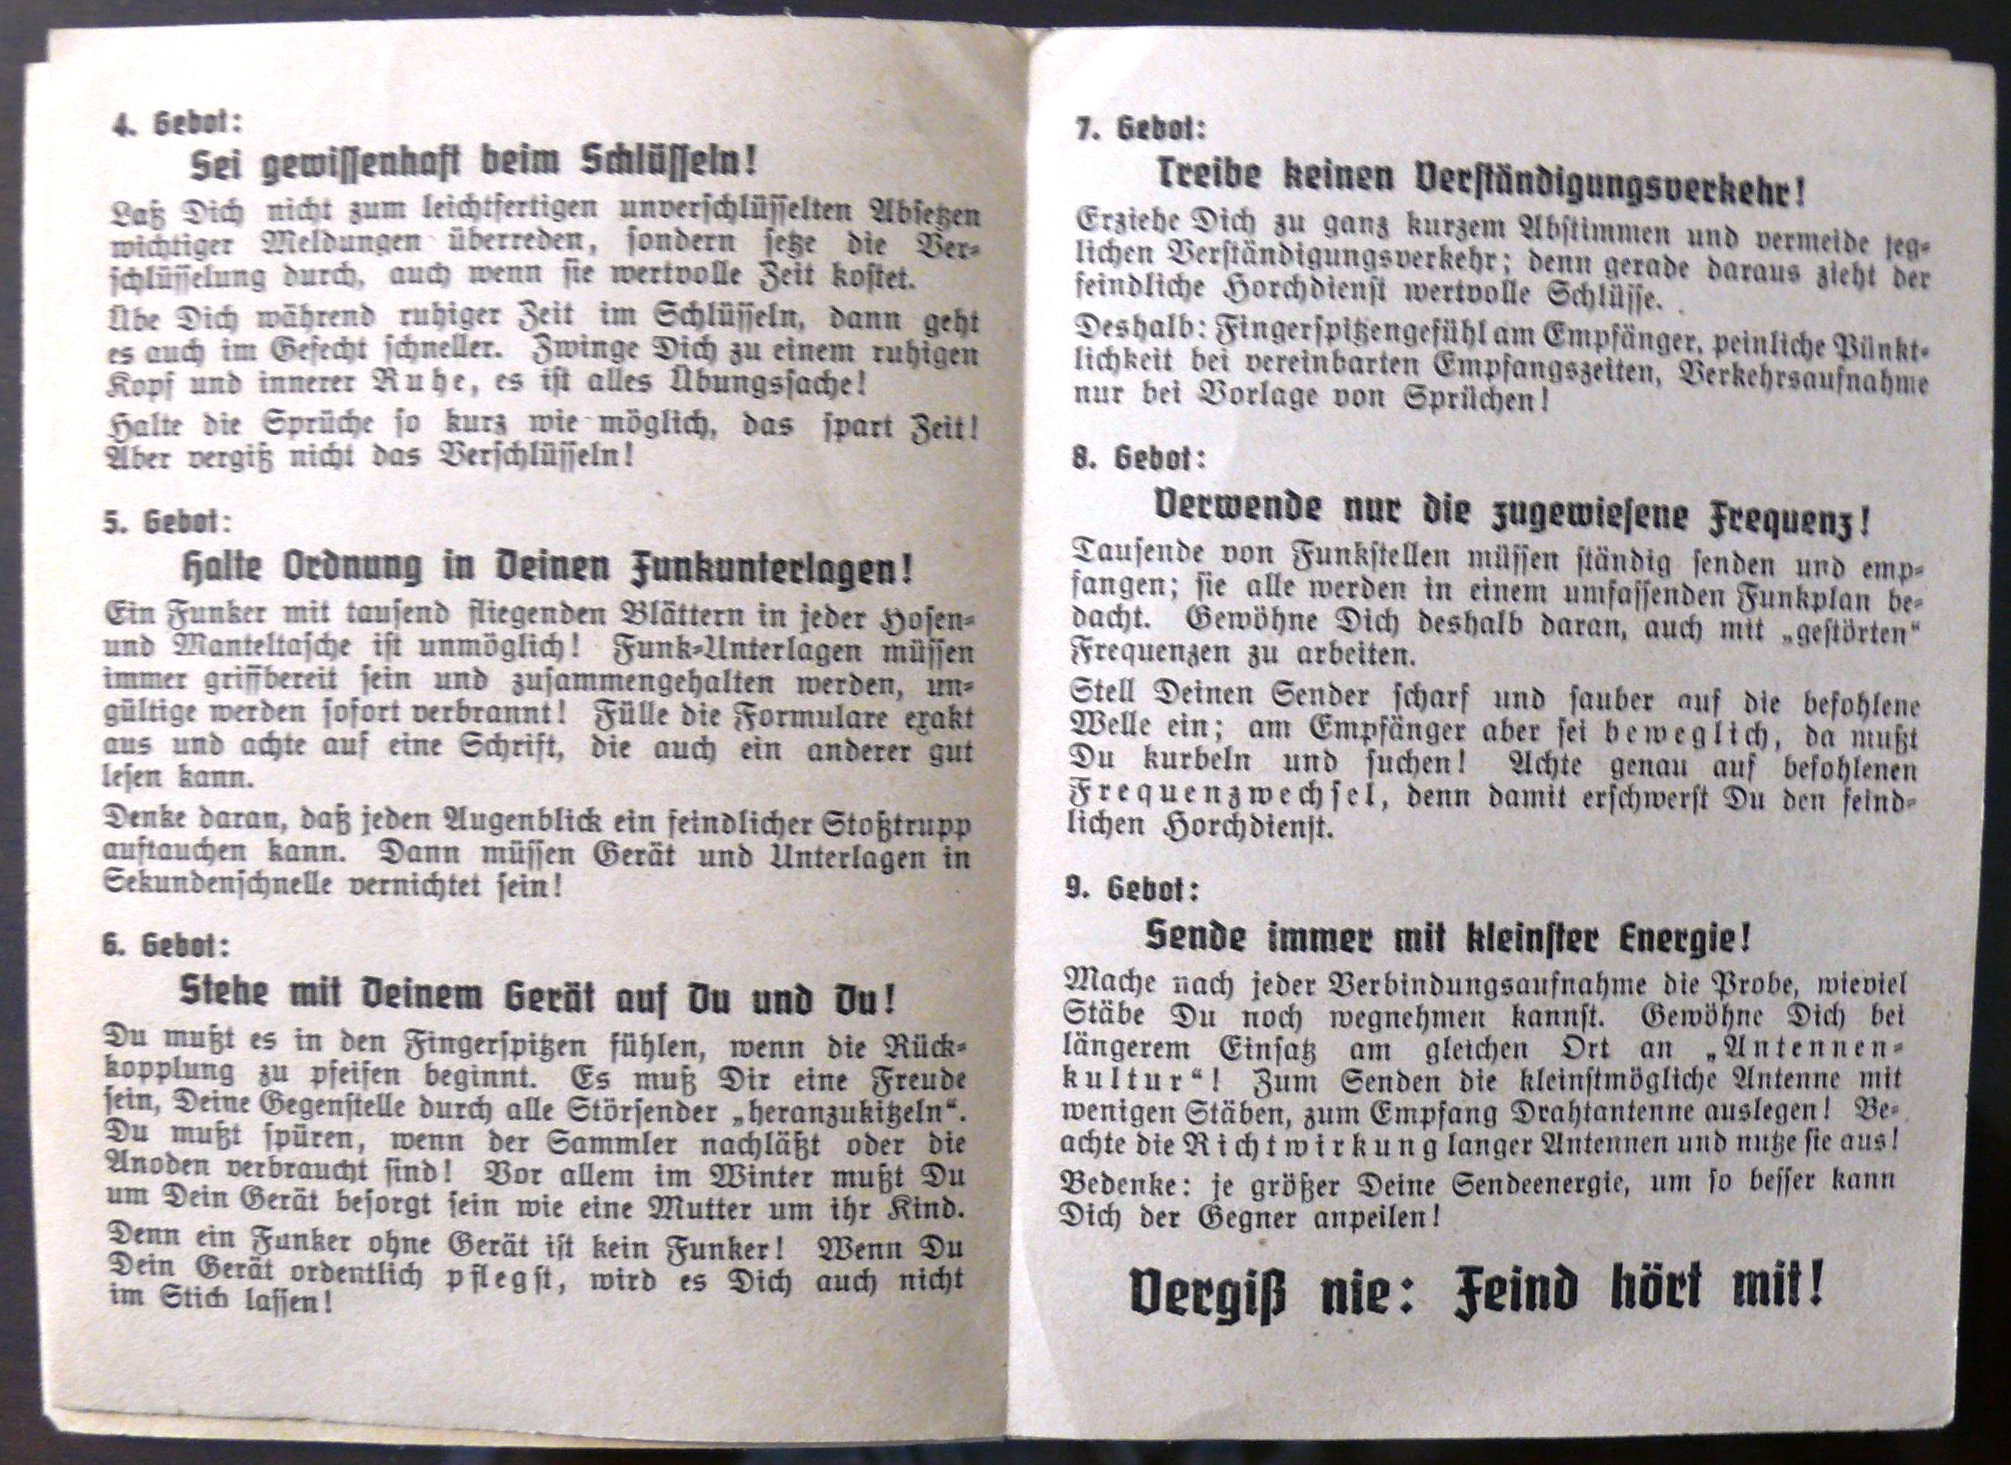 4. Gebot:
Sei gewissenhaft beim Schlüsseln!
Laß Dich nicht zum leichtfertigen unverschlüsselten Absetzen
wichtiger Meldungen überreden, sondern setze die Ver-
schlüsselung durch, auch wenn sie wertvolle Zeit kostet.
Übe Dich während ruhiger Zeit im Schlüsseln, dann geht
es auch im Gefecht schneller. Zwinge Dich zu einem ruhigen
Kopf und innerer Ruhe, es ist alles Übungssache!
Halte die Sprüche so kurz wie möglich, das spart Zeit!
Aber vergiß nicht das Verschlüsseln!
5. Gebot:
Halte Ordnung in Deinen Funkunterlagen!
Ein Funker mit tausend fliegenden Blättern in jeder Hosen-
und Manteltasche ist unmöglich! Funk-Unterlagen müssen
immer griffbereit sein und zusammengehalten werden, un-
gültige werden sofort verbrannt! Fülle die Formulare exakt
aus und achte auf eine Schrift, die auch ein anderer gut
lesen kann.
Denke daran, daß jeden Augenblick ein feindlicher Stoßtrupp
auftauchen kann. Dann müssen Gerät und Unterlagen in
Sekundenschnelle vernichtet sein!
6. Gebot:
Stehe mit Deinem Gerät auf Du und Du!
Du mußt es in den Fingerspitzen fühlen, wenn die Rück-
kopplung zu pfeifen beginnt. Es muß Dir eine Freude
sein, Deine Gegenstelle durch alle Störsender „heranzukitzeln“.
Du mußt spüren, wenn der Sammler nachläßt oder die
Anoden verbraucht sind! Vor allem im Winter mußt Du
um Dein Gerät besorgt sein wie eine Mutter um ihr Kind.
Denn ein Funker ohne Gerät ist kein Funker! Wenn Du
Dein Gerät ordentlich pflegst, wird es Dich auch nicht
im Stich lassen!
7. Gebot:
Treibe keinen Verständigungsverkehr!
Erziehe Dich zu ganz kurzem Abstimmen und vermeide jeg-
lichen Verständigungsverkehr; denn gerade daraus zieht der
feindliche Horchdienst wertvolle Schlüsse.
Deshalb: Fingerspitzengefühl am Empfänger, peinliche Pünkt-
lichkeit bei vereinbarten Empfangszeiten, Verkehrsaufnahme
nur bei Vorlage von Sprüchen!
8. Gebot:
Verwende nur die zugewiesene Frequenz!
Tausende von Funkstellen müssen ständig senden und emp-
fangen; sie alle werden in einem umfassenden Funkplan be-
dacht. Gewöhne Dich deshalb daran, auch mit „gestörten“
Frequenzen zu arbeiten.
Stell Deinen Sender scharf und sauber auf die befohlene
Welle ein; am Empfänger aber sei beweglich, da mußt
Du kurbeln und suchen! Achte genau auf befohlenen
Frequenzwechsel, denn damit erschwerst Du den feind-
lichen Horchdienst.
9. Gebot:
Sende immer mit kleinster Energie!
Mache nach jeder Verbindungsaufnahme die Probe, wieviel
Stäbe Du noch wegnehmen kannst. Gewöhne Dich bei
längerem Einsatz am gleichen Ort an „Antennen-
kultur“! Zum Senden die kleinstmögliche Antenne mit
wenigen Stäben, zum Empfang Drahtantenne auslegen! Be-
achte die Richtwirkung langer Antennen und nutze sie aus!
Bedenke: je größer Deine Sendeenergie, um so besser kann
Dich der Gegner anpeilen!
Vergiß nie: Feind hört mit!